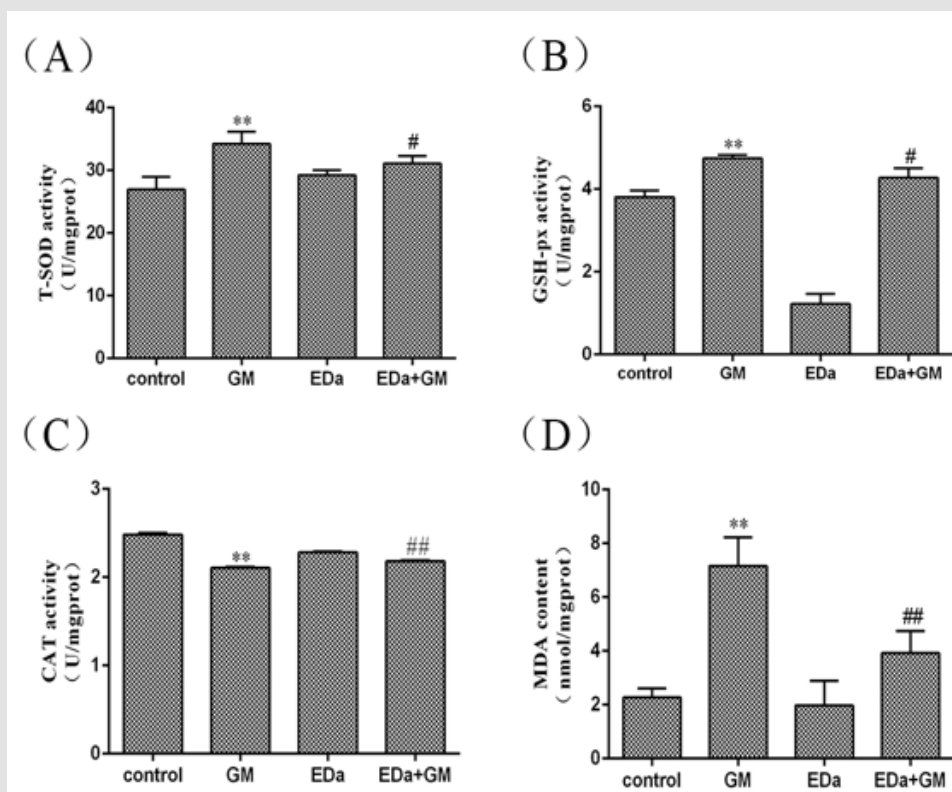 （A）
T-SOD activity
（U/mgprot）
40
30
20
10
0
**
#
control GM EDa EDa+GM
（B）
GSH-px activity
（U/mgprot）
6
4
2
0
**
#
control GM EDa EDa+GM
（C）
CAT activity
（U/mgprot）
3
2
1
0
**
##
control GM EDa EDa+GM
（D）
MDA content
（nmol/mgprot）
10
8
6
4
2
0
**
##
control GM EDa EDa+GM